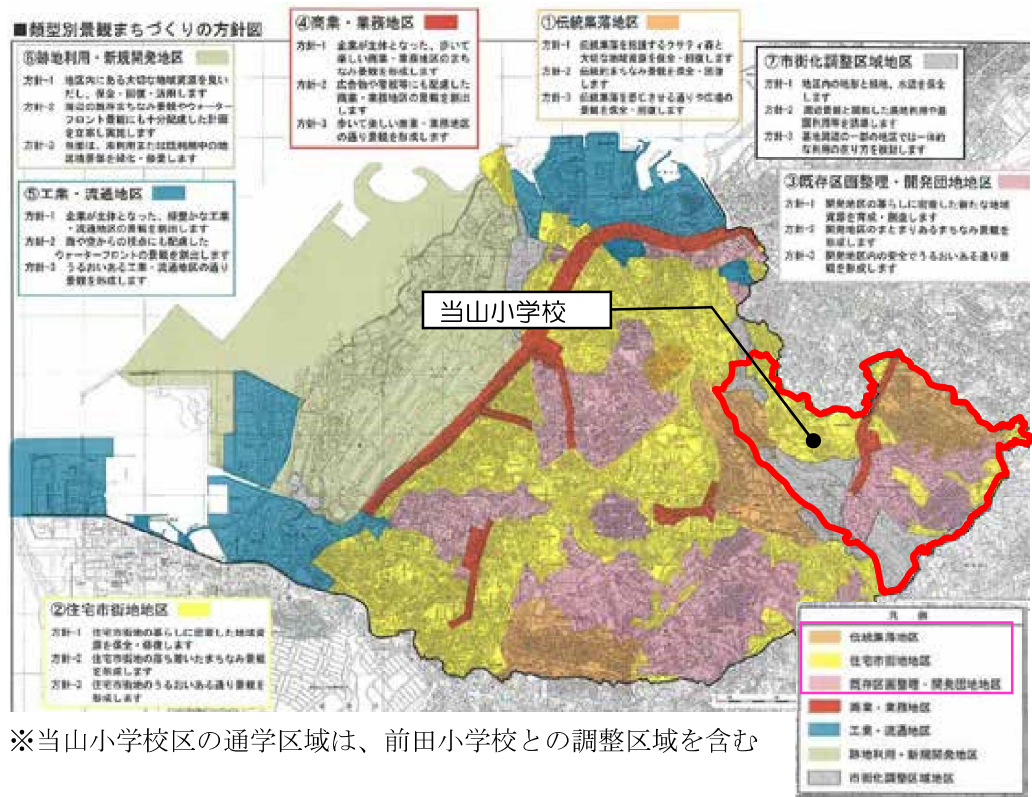 ■類型別景観まちづくりの方針図
⑥跡地利用・新規開発地区
方針-1 地区内にある大切な地域資源を見い
だし、保全・回復・活用します
方針-2 周辺の既存まちなみ景観やウォーター
フロント景観にも十分配慮した計画
を立案し実施します
方針-3 当面は、未利用または既利用中の地
区境界部を緑化・修景します
④商業・業務地区
方針-1 企業が主体となった、歩いて
楽しい商業・業務地区のまち
なみ景観を形成します
方針-2 広告物や看板等にも配慮した
商業・業務地区の景観を創出
します
方針-3 歩いて楽しい商業・業務地区
の通り景観を形成します
①伝統集落地区
方針-1 伝統集落を抱護するクサティ森と
大切な地域資源を保全・回復します
方針-2 伝統的まちなみ景観を保全・回復
します
方針-3 伝統集落を感じさせる通りや広場の
景観を保全・回復します
⑦市街化調整区域地区
方針-1 地区内の地形と緑地、水辺を保全
します
方針-2 周辺景観と調和した農地利用や墓
園利用等を誘導します
方針-3 基地周辺の一部の地区では一体的
な利用の在り方を検討します
⑤工業・流通地区
方針-1 企業が主体となった、緑豊かな工業
・流通地区の景観を創出します
方針-2 海や空からの視点にも配慮した
ウォーターフロントの景観を創出します
方針-3 うるおいある工業・流通地区の通り
景観を形成します
③既存区画整理・開発団地地区
方針-1 開発地区の暮らしに密着した新たな地域
資源を育成・創造します
方針-2 開発地区のまとまりあるまちなみ景観を
形成します
方針-3 開発地区内の安全でうるおいある通り景
観を形成します
当山小学校
②住宅市街地地区
方針-1 住宅市街地の暮らしに密着した地域資
源を保全・修復します
方針-2 住宅市街地の落ち着いたまちなみ景観
を形成します
方針-3 住宅市街地のうるおいある通り景観を
形成します
凡 例
伝統集落地区
住宅市街地地区
既存区画整理・開発団地地区
商業・業務地区
工業・流通地区
跡地利用・新規開発地区
市街化調整区域地区
※当山小学校区の通学区域は、前田小学校との調整区域を含む